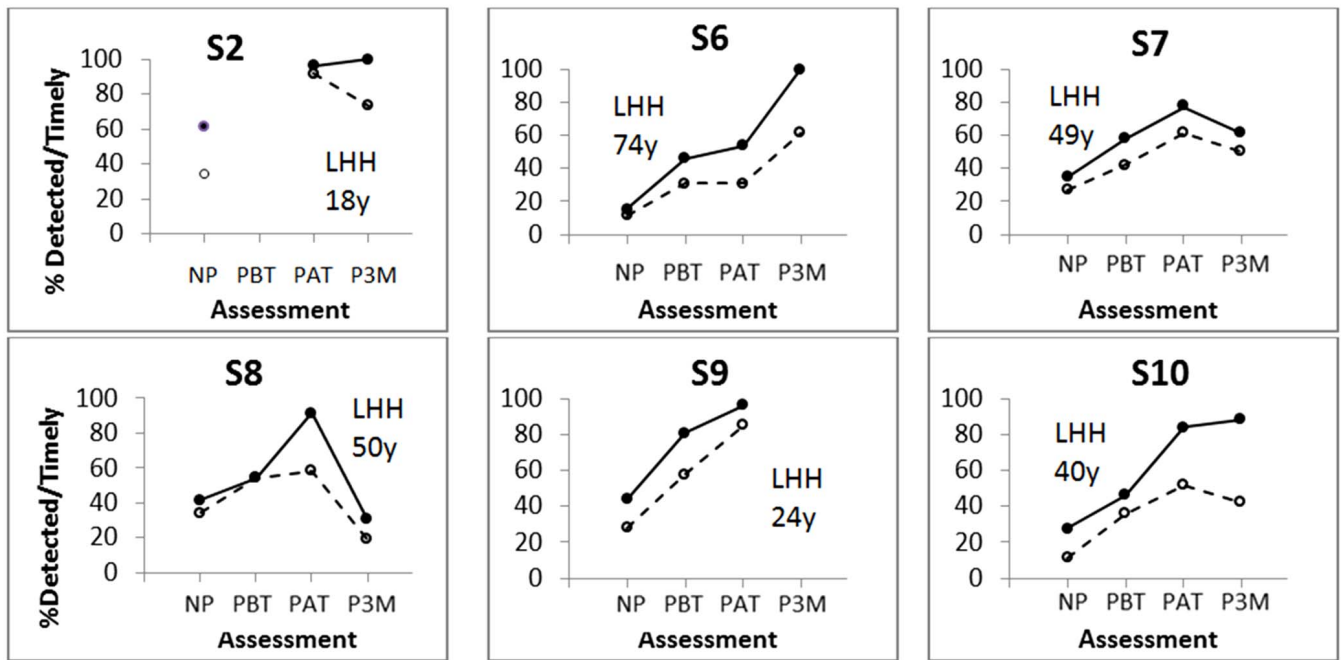 S2
% Detected/Timely
100
80
60
40
20
0
LHH
18y
NP PBT PAT P3M
Assessment
S6
100
80
60
40
20
0
LHH
74y
NP PBT PAT P3M
Assessment
S7
100
80
60
40
20
0
LHH
49y
NP PBT PAT P3M
Assessment
S8
%Detected/Timely
100
80
60
40
20
0
LHH
50y
NP PBT PAT P3M
Assessment
S9
100
80
60
40
20
0
LHH
24y
NP PBT PAT P3M
Assessment
S10
100
80
60
40
20
0
LHH
40y
NP PBT PAT P3M
Assessment